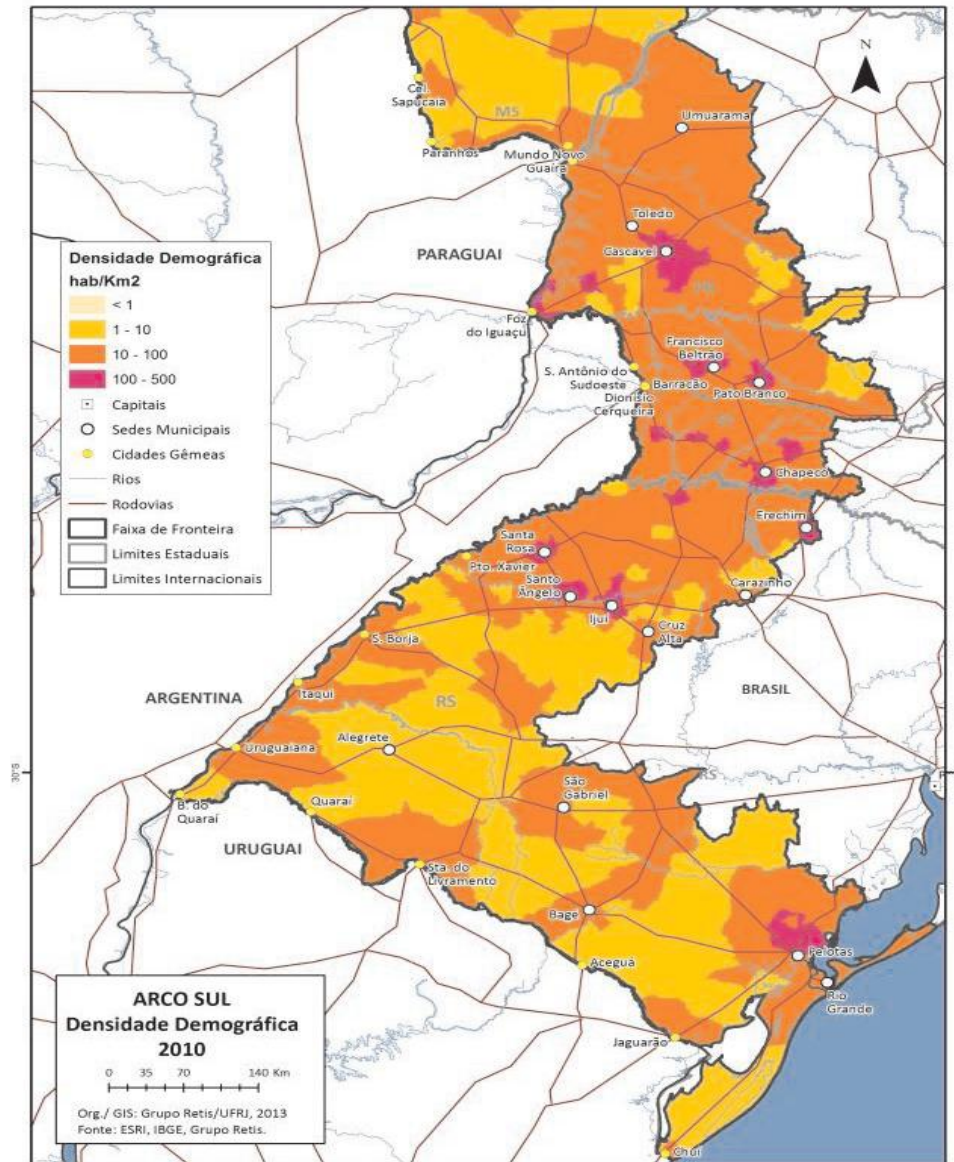 N
Cel.
Sapucaia
MS
Umuarama
Paranhos
Mundo Novo
Guaíra
Toledo
Densidade Demográfica
hab/Km2
PARAGUAI
Cascavel
< 1
PR
1 - 10
Foz
do Iguaçu
10 - 100
Francisco
Beltrão
100 - 500
S. Antônio do
Sudoeste
Barracão
Pato Branco
Capitais
Dionísio
Cerqueira
Sedes Municipais
Cidades Gêmeas
Rios
Chapecó
Rodovias
Faixa de Fronteira
Erechim
Limites Estaduais
Santa
Rosa
Limites Internacionais
Pto. Xavier
Santo
Ângelo
Carazinho
Ijuí
Cruz
Alta
S. Borja
ARGENTINA
Itaqui
RS
BRASIL
Uruguaiana
Alegrete
30°S
RS
P
São
Gabriel
B. do
Quaraí
Quaraí
URUGUAI
Sta. do
Livramento
Bagé
Pelotas
Aceguá
Rio
Grande
ARCO SUL
Densidade Demográfica
2010
Jaguarão
0 35 70 140 Km
Org./ GIS: Grupo Retis/UFRJ, 2013
Fonte: ESRI, IBGE, Grupo Retis.
Chuí